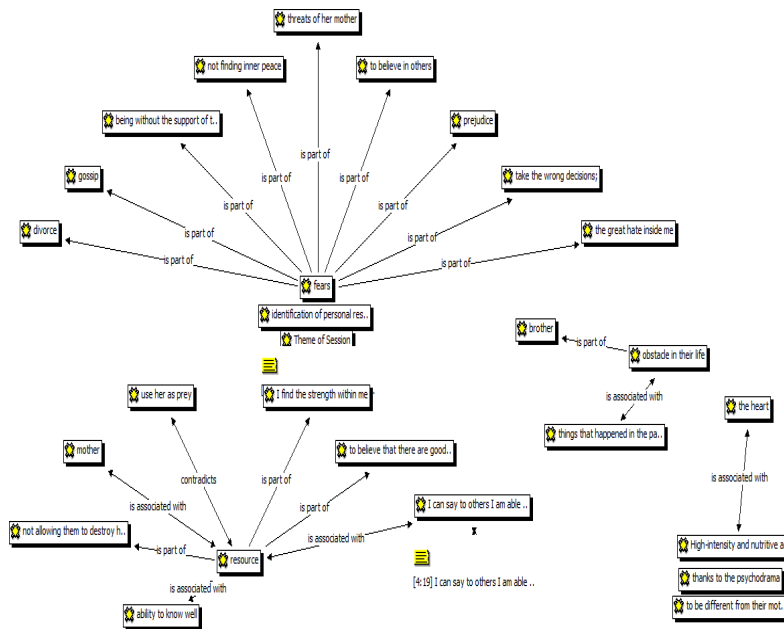 threats of her mother
not finding inner peace
to believe in others
being without the support of t..
prejudice
gossip
take the wrong decisions;
divorce
the great hate inside me
is part of
is part of
is part of
is part of
is part of
is part of
is part of
is part of
is part of
fears
identification of personal res..
Theme of Session
brother
is part of
obstacle in their life
is associated with
things that happened in the pa..
the heart
is associated with
High-intensity and nutritive a
thanks to the psychodrama
to be different from their mot.
use her as prey
I find the strength within me
mother
to believe that there are good..
contradicts
is part of
is part of
is associated with
I can say to others I am able ..
is associated with
not allowing them to destroy h..
is part of
resource
is associated with
ability to know well
[4:19] I can say to others I am able ..